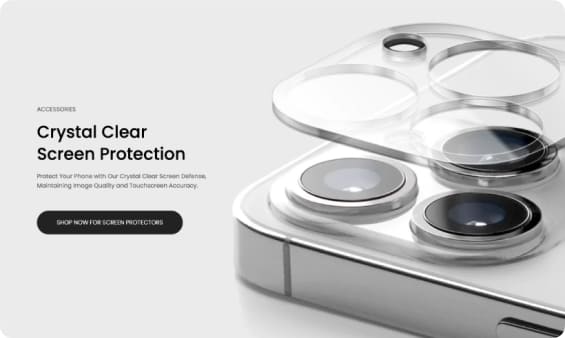 ACCESSORIES
Crystal Clear
Screen Protection
Protect Your Phone with Our Crystal Clear Screen Defense,
Maintaining Image Quality and Touchscreen Accuracy.
SHOP NOW FOR SCREEN PROTECTORS